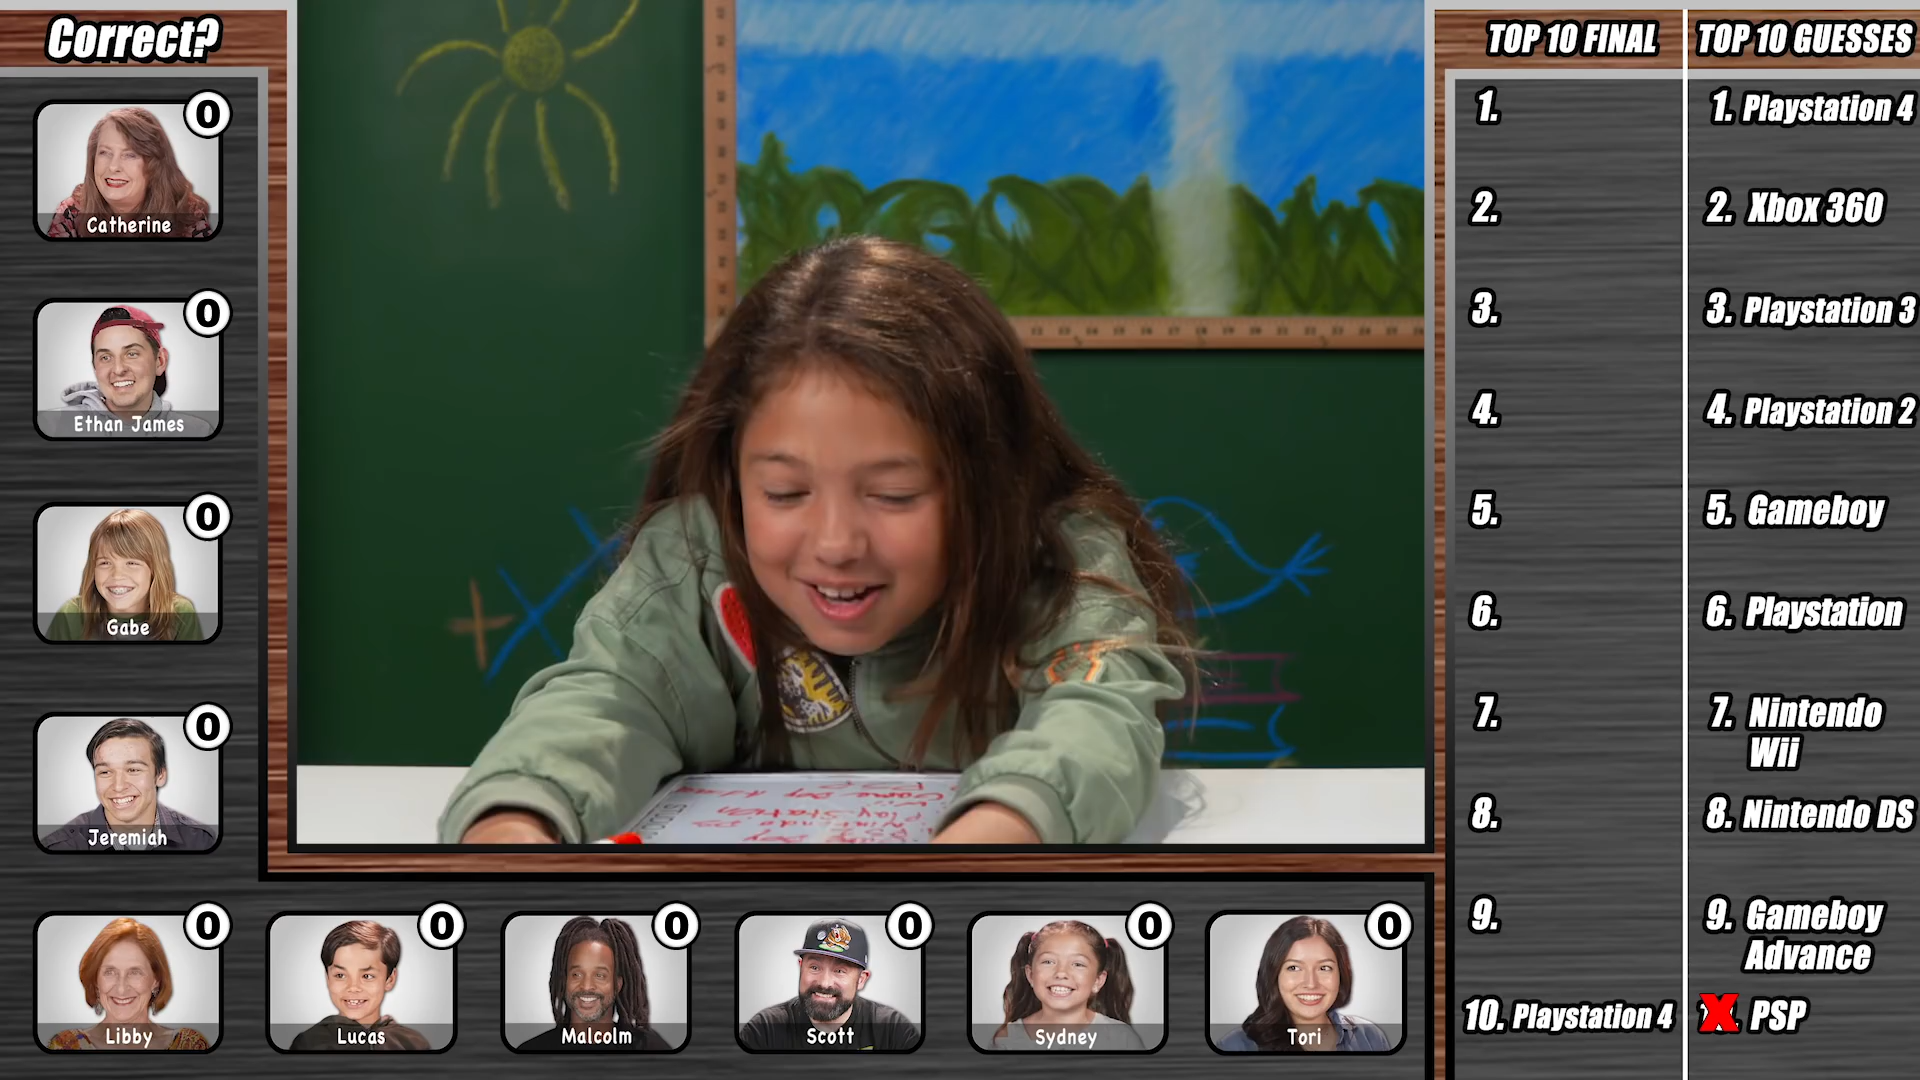 Correct?
TOP 10 FINAL
TOP 10 GUESSES
0
Catherine
0
Ethan James
0
Gabe
0
Jeremiah
0
Libby
0
Lucas
0
Malcolm
0
Scott
0
Sydney
0
Tori
1.
2.
3.
4.
5.
6.
7.
8.
9.
10. Playstation 4
1. Playstation 4
2. Xbox 360
3. Playstation 3
4. Playstation 2
5. Gameboy
6. Playstation
7. Nintendo
Wii
8. Nintendo DS
9. Gameboy
Advance
X PSP